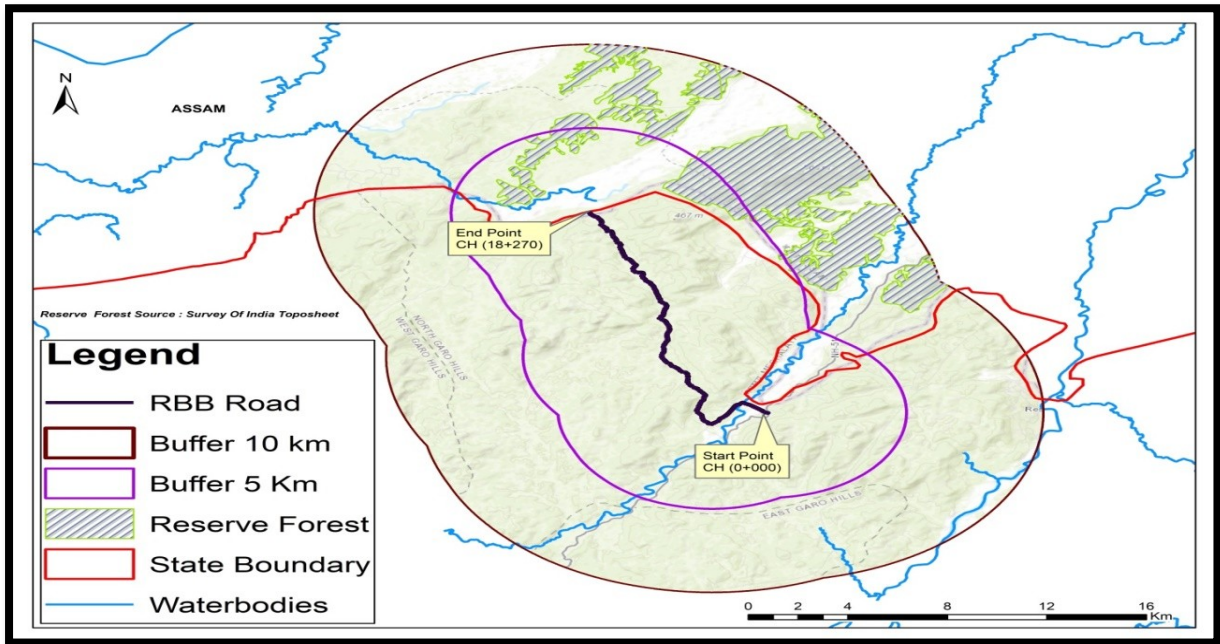 N
ASSAM
467 m
End Point
CH (18+270)
Reserve Forest Source : Survey Of India Toposheet
NORTH GARO HILLS
WEST GARO HILLS
NH-51
Start Point
CH (0+000)
EAST GARO HILLS
Legend
RBB Road
Buffer 10 km
Buffer 5 Km
Reserve Forest
State Boundary
Waterbodies
0 2 4 8 12 16
Km